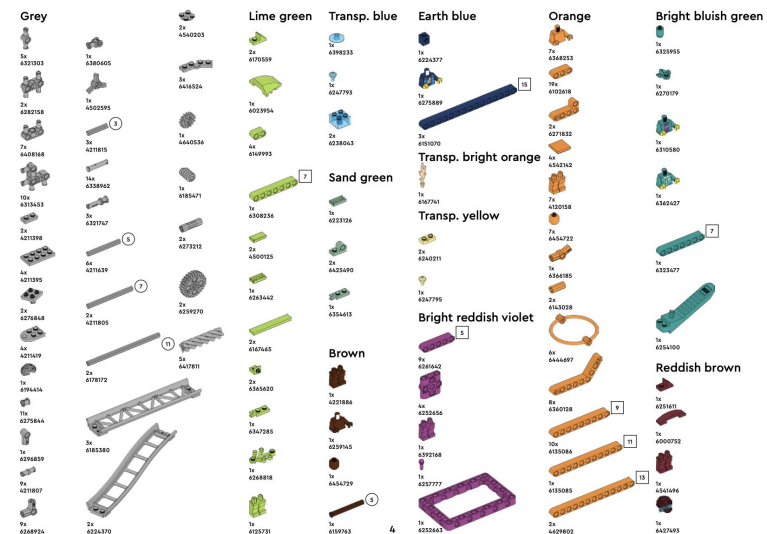 Grey
5x
6321303
2x
6282158
7x
6408168
10x
6313453
2x
4211398
4x
4211395
2x
6276848
4x
4211419
1x
6194414
11x
6275844
1x
6296859
9x
4211807
9x
6268924
1x
6380605
1x
4502595
3
3x
4211815
14x
6338962
3x
6321747
5
6x
4211639
7
2x
4211805
11
2x
6178172
3x
6185380
2x
6224370
2x
4540203
3x
6416524
1x
4640536
1x
6185471
2x
6273212
2x
6259270
5x
6417811
Lime green
2x
6170559
1x
6023954
4x
6149993
7
1x
6308236
2x
4500125
1x
6263442
2x
6167465
2x
6365620
1x
6347285
1x
6268818
1x
6125731
Transp. blue
1x
6398233
1x
6247793
2x
6238043
Sand green
1x
6223126
2x
6425490
1x
6354613
Brown
1x
4221886
1x
6259145
1x
6454729
5
1x
6159763
4
Earth blue
1x
6224377
1x
6275889
15
3x
6151070
Transp. bright orange
1x
6167741
Transp. yellow
2x
6240211
1x
6247795
Bright reddish violet
5
9x
6261642
4x
6252656
1x
6392168
1x
6257777
1x
6252663
Orange
7x
6368253
19x
6102618
2x
6271832
4x
4542142
7x
4120158
7x
6454722
1x
6366185
2x
6143028
6x
6444697
8x
6360128
9
10x
6135086
11
1x
6135085
13
2x
4629802
Bright bluish green
1x
6325955
1x
6270179
1x
6310580
1x
6362427
7
1x
6323477
1x
6254100
Reddish brown
1x
6251611
1x
6000752
1x
4541496
1x
6427493